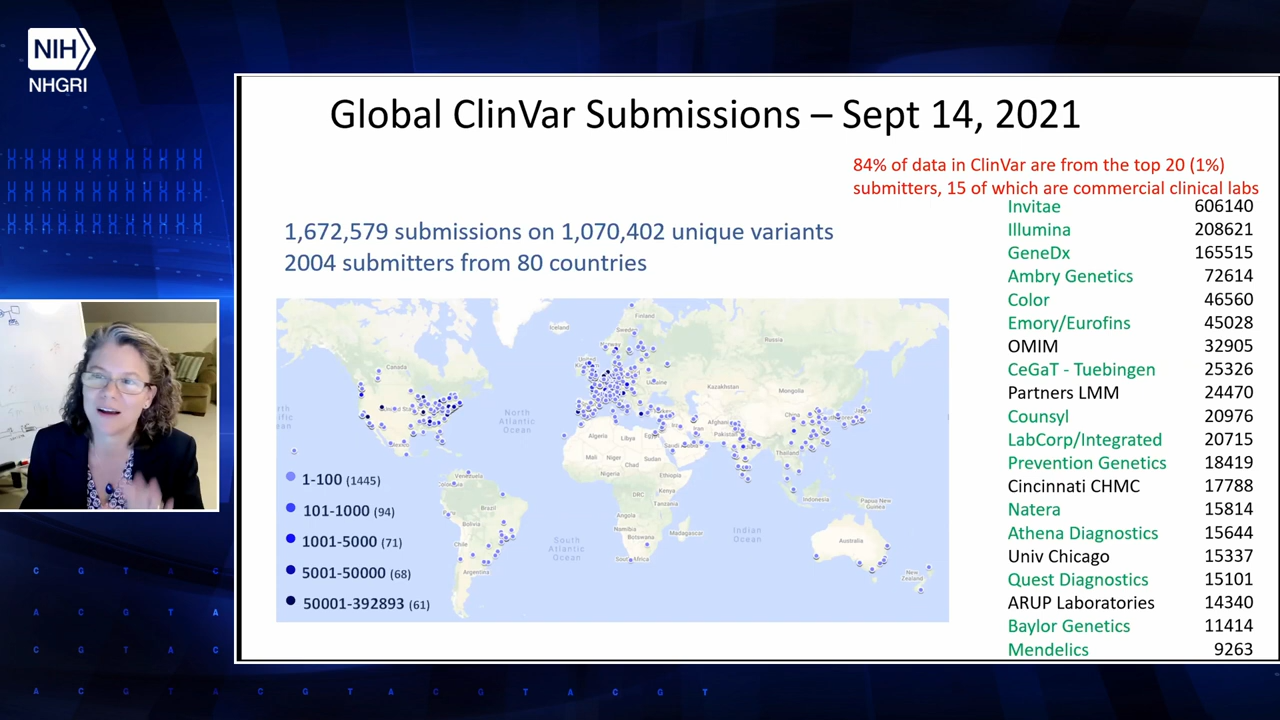 NIH
NHGRI
Global ClinVar Submissions – Sept 14, 2021
84% of data in ClinVar are from the top 20 (1%)
submitters, 15 of which are commercial clinical labs
1,672,579 submissions on 1,070,402 unique variants
2004 submitters from 80 countries
Invitae 606140
Illumina 208621
GeneDx 165515
Ambry Genetics 72614
Color 46560
Emory/Eurofins 45028
OMIM 32905
CeGaT - Tuebingen 25326
Partners LMM 24470
Counsyl 20976
LabCorp/Integrated 20715
Prevention Genetics 18419
Cincinnati CHMC 17788
Natera 15814
Athena Diagnostics 15644
Univ Chicago 15337
Quest Diagnostics 15101
ARUP Laboratories 14340
Baylor Genetics 11414
Mendelics 9263
Iceland
Finland
Sweden
Norway
Russia
Canada
Ukraine
Kazakhstan
Mongolia
North
Atlantic
Ocean
China
Mexico
Algeria
Libya
Pakistan
Mali
Niger
Sudan
Chad
Thailand
Venezuela
Nigeria
Ethiopia
DRC
Kenya
Indonesia
Papua New
Guinea
Brazil
Tanzania
Angola
Bolivia
Namibia
Botswana
Madagascar
Indian
Ocean
Australia
Chile
South
Atlantic
Ocean
South Africa
Argentina
New
Zealand
1-100 (1445)
101-1000 (94)
1001-5000 (71)
5001-50000 (68)
50001-392893 (61)
C G T A C
A C G T A
C G T A C
A C G T A C G T A C G T A C G T